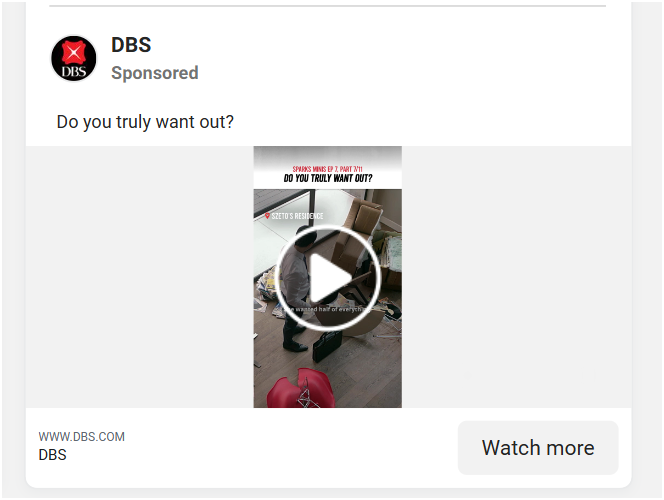 DBS
DBS
Sponsored
Do you truly want out?
SPARKS MINIS EP 7, PART 7/11
DO YOU TRULY WANT OUT?
SZETO'S RESIDENCE
wanted half of everything
WWW.DBS.COM
DBS
Watch more